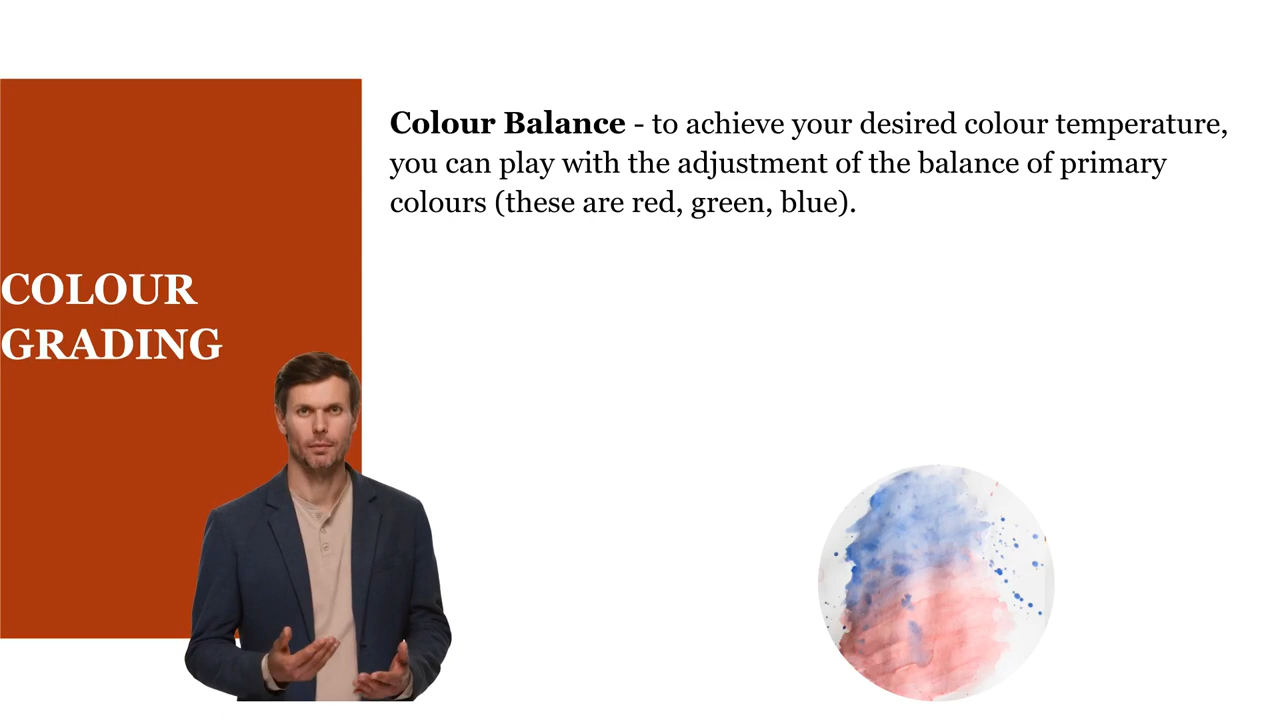 COLOUR
GRADING
Colour Balance - to achieve your desired colour temperature,
you can play with the adjustment of the balance of primary
colours (these are red, green, blue).